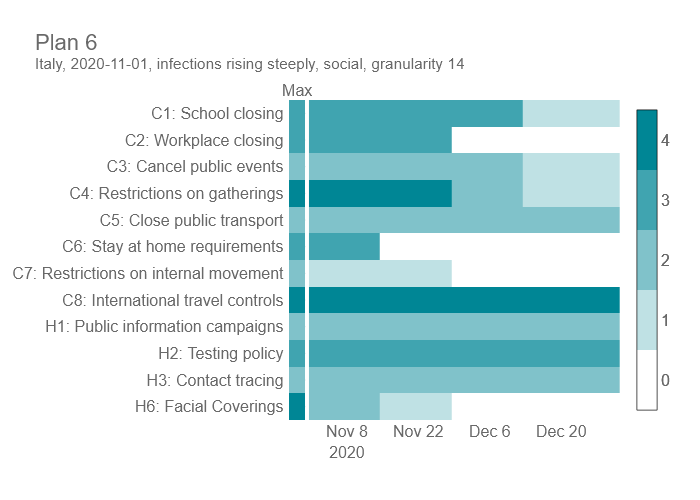 Plan 6
Italy, 2020-11-01, infections rising steeply, social, granularity 14
Max
C1: School closing
C2: Workplace closing
C3: Cancel public events
C4: Restrictions on gatherings
C5: Close public transport
C6: Stay at home requirements
C7: Restrictions on internal movement
C8: International travel controls
H1: Public information campaigns
H2: Testing policy
H3: Contact tracing
H6: Facial Coverings
Nov 8 Nov 22 Dec 6 Dec 20
2020
4
3
2
1
0